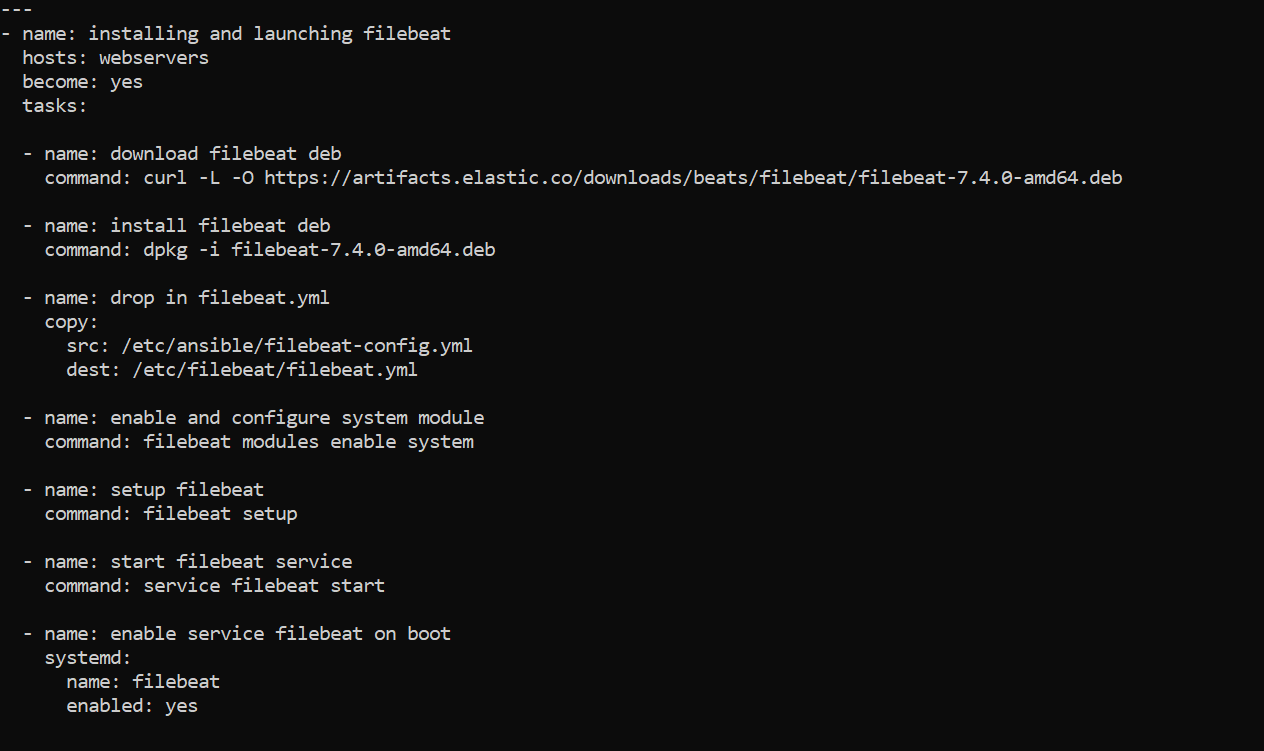 ---
- name: installing and launching filebeat
  hosts: webservers
  become: yes
  tasks:

  - name: download filebeat deb
    command: curl -L -O https://artifacts.elastic.co/downloads/beats/filebeat/filebeat-7.4.0-amd64.deb

  - name: install filebeat deb
    command: dpkg -i filebeat-7.4.0-amd64.deb

  - name: drop in filebeat.yml
    copy:
      src: /etc/ansible/filebeat-config.yml
      dest: /etc/filebeat/filebeat.yml

  - name: enable and configure system module
    command: filebeat modules enable system

  - name: setup filebeat
    command: filebeat setup

  - name: start filebeat service
    command: service filebeat start

  - name: enable service filebeat on boot
    systemd:
      name: filebeat
      enabled: yes